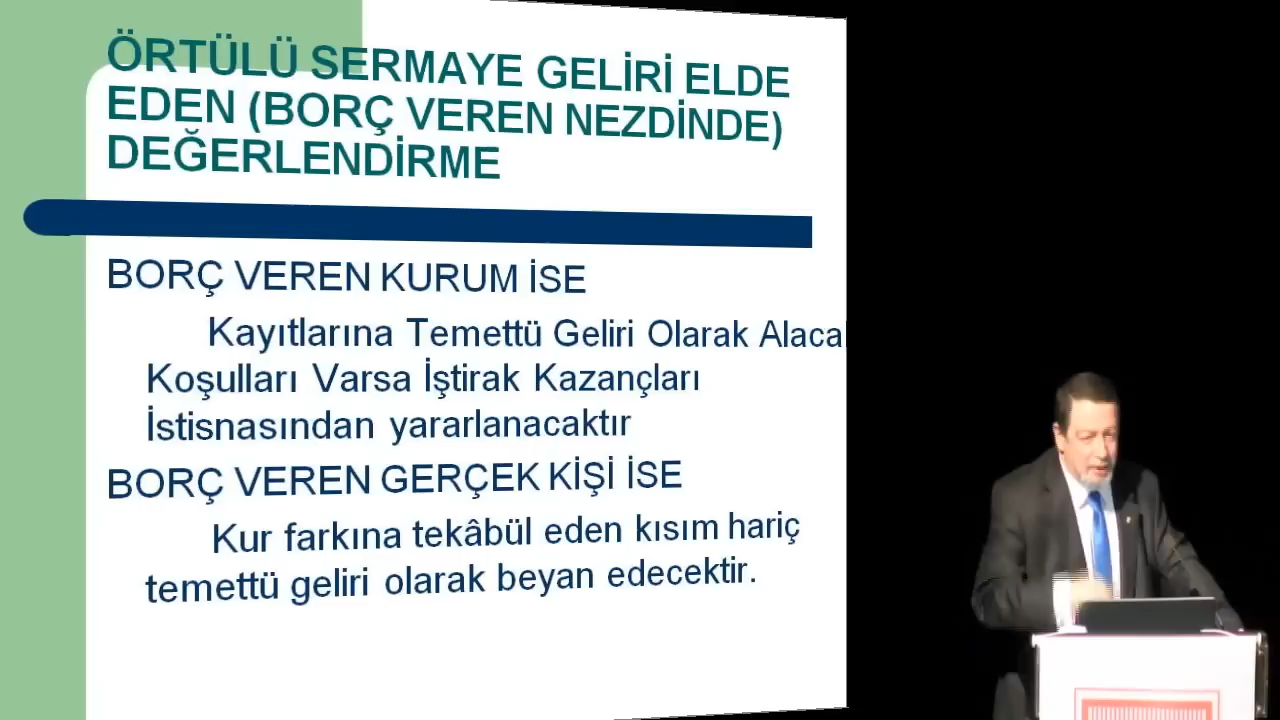 ÖRTÜLÜ SERMAYE GELİRİ ELDE
EDEN (BORÇ VEREN NEZDİNDE)
DEĞERLENDİRME
BORÇ VEREN KURUM İSE
Kayıtlarına Temettü Geliri Olarak Alaca
Koşulları Varsa İştirak Kazançları
İstisnasından yararlanacaktır
BORÇ VEREN GERÇEK KİŞİ İSE
Kur farkına tekâbül eden kısım hariç
temettü geliri olarak beyan edecektir.